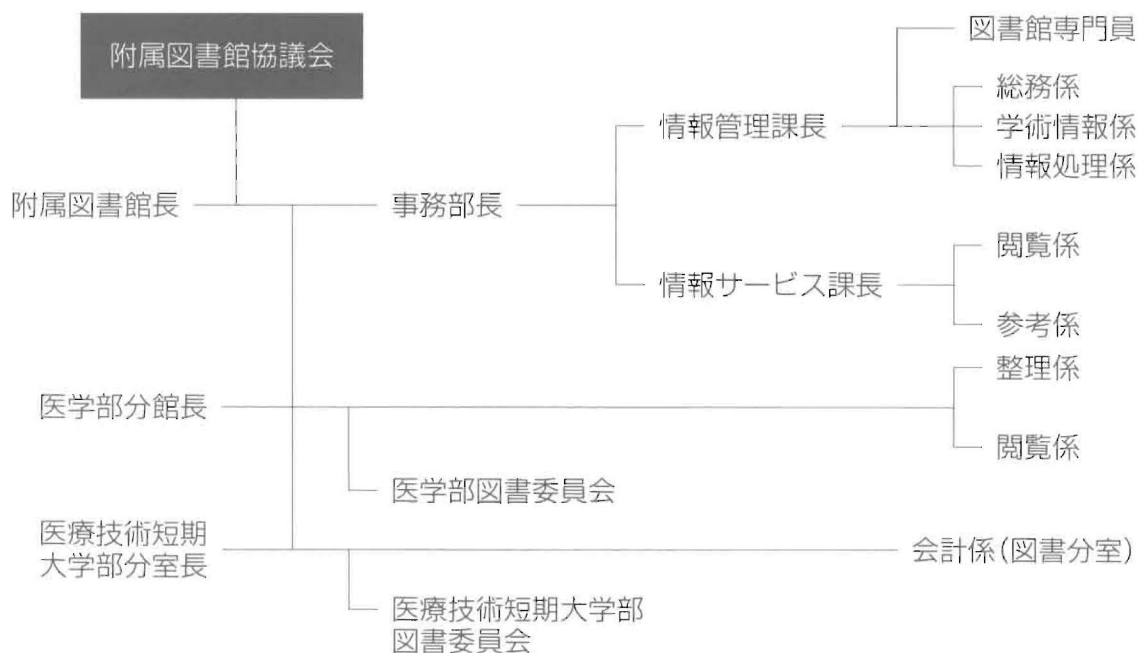 附属図書館協議会
図書館専門員
総務係
情報管理課長
学術情報係
情報処理係
附属図書館長
事務部長
閲覧係
情報サービス課長
参考係
整理係
医学部分館長
閲覧係
医学部図書委員会
医療技術短期
大学部分室長
会計係(図書分室)
医療技術短期大学部
図書委員会